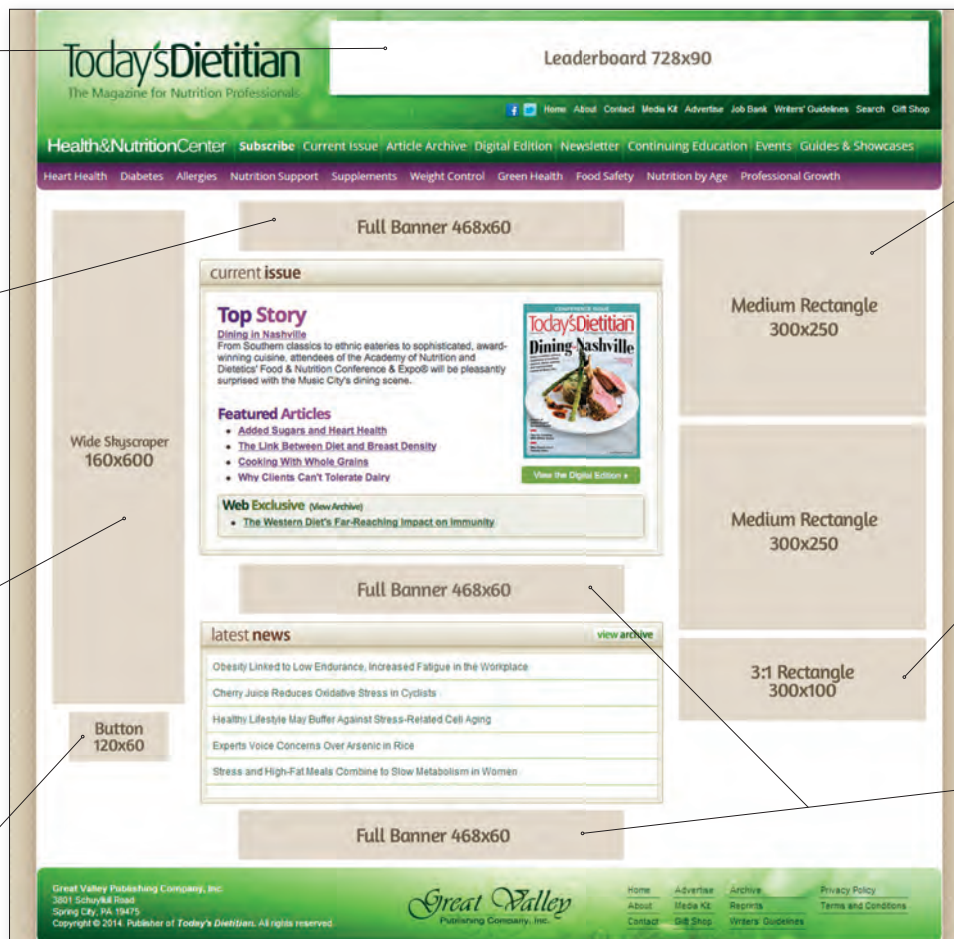 Today'sDietitian
The Magazine for Nutrition Professionals
Leaderboard 728x90
Home About Contact Media Kit Advertise Job Bank Writers' Guidelines Search Gift Shop
Health&NutritionCenter Subscribe Current Issue Article Archive Digital Edition Newsletter Continuing Education Events Guides & Showcases
Heart Health Diabetes Allergies Nutrition Support Supplements Weight Control Green Health Food Safety Nutrition by Age Professional Growth
Wide Skyscraper
160x600
Button
120x60
Full Banner 468x60
current issue
Top Story
Dining in Nashville
From Southern classics to ethnic eateries to sophisticated, award-
winning cuisine, attendees of the Academy of Nutrition and
Dietetics' Food & Nutrition Conference & Expo® will be pleasantly
surprised with the Music City's dining scene.
Featured Articles
• Added Sugars and Heart Health
• The Link Between Diet and Breast Density
• Cooking With Whole Grains
• Why Clients Can't Tolerate Dairy
CONFERENCE ISSUE
Today'sDietitian
Dining in Nashville
View the Digital Edition
Web Exclusive (View Archive)
• The Western Diet's Far-Reaching Impact on Immunity
Full Banner 468x60
latest news
view archive
Obesity Linked to Low Endurance, Increased Fatigue in the Workplace
Cherry Juice Reduces Oxidative Stress in Cyclists
Healthy Lifestyle May Buffer Against Stress-Related Cell Aging
Experts Voice Concerns Over Arsenic in Rice
Stress and High-Fat Meals Combine to Slow Metabolism in Women
Full Banner 468x60
Medium Rectangle
300x250
Medium Rectangle
300x250
3:1 Rectangle
300x100
Great Valley Publishing Company, Inc.
3801 Schuylkill Road
Spring City, PA 19475
Copyright © 2014. Publisher of Today's Dietitian. All rights reserved.
Great Valley
Publishing Company, Inc.
Home Advertise Archive Privacy Policy
About Media Kit Reprints Terms and Conditions
Contact Gift Shop Writers' Guidelines